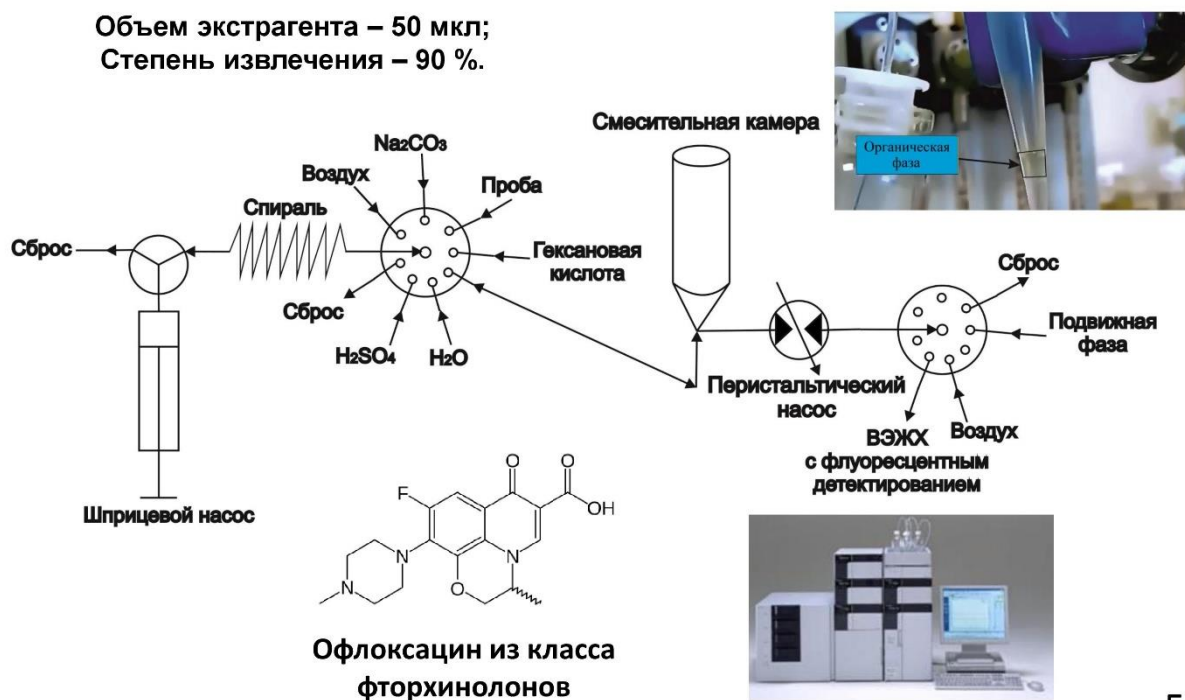 Объем экстрагента – 50 мкл;
Степень извлечения – 90 %.
Органическая
фаза
Смесительная камера
Na2CO3
Воздух
Проба
Спираль
Сброс
Гексановая
кислота
Сброс
H2SO4
H2O
Сброс
Подвижная
фаза
Перистальтический
насос
Воздух
ВЭЖХ
с флуоресцентным
детектированием
Шприцевой насос
F
O
O
OH
N
N
N
O
Офлоксацин из класса
фторхинолонов